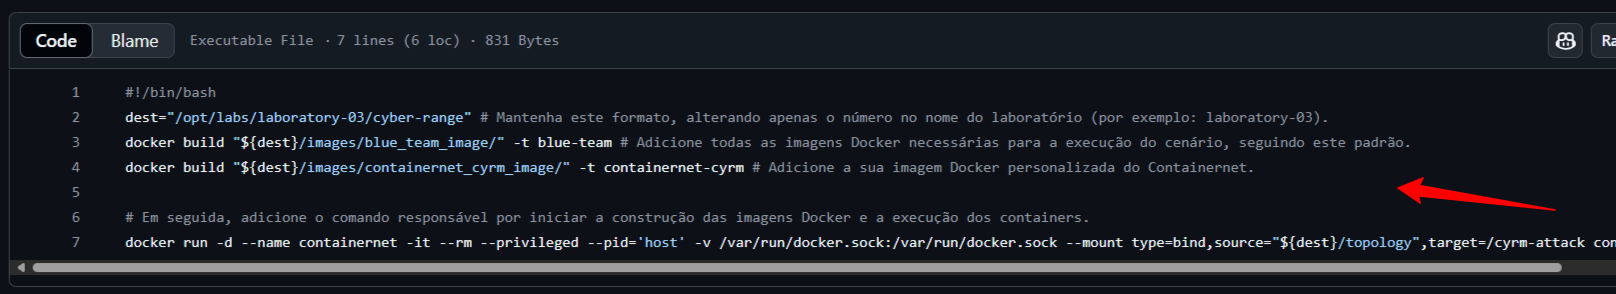 Code Blame Executable File · 7 lines (6 loc) · 831 Bytes Ra
1 #!/bin/bash
2 dest="/opt/labs/laboratory-03/cyber-range" # Mantenha este formato, alterando apenas o número no nome do laboratório (por exemplo: laboratory-03).
3 docker build "${dest}/images/blue_team_image/" -t blue-team # Adicione todas as imagens Docker necessárias para a execução do cenário, seguindo este padrão.
4 docker build "${dest}/images/containernet_cyrm_image/" -t containernet-cyrm # Adicione a sua imagem Docker personalizada do Containernet.
5
6 # Em seguida, adicione o comando responsável por iniciar a construção das imagens Docker e a execução dos containers.
7 docker run -d --name containernet -it --rm --privileged --pid='host' -v /var/run/docker.sock:/var/run/docker.sock --mount type=bind,source="${dest}/topology",target=/cyrm-attack con